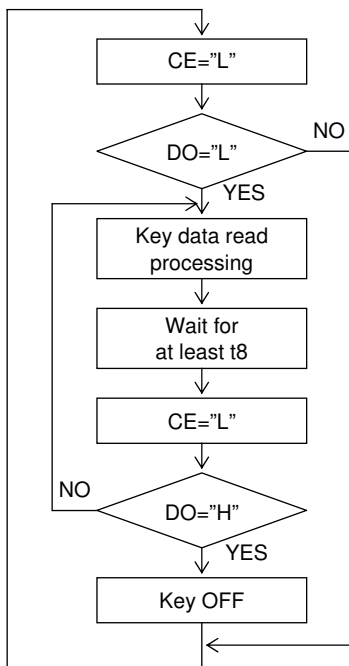 CE=”L”
DO=”L”
NO
YES
Key data read
processing
Wait for
at least t8
CE=”L”
NO
DO=”H”
YES
Key OFF